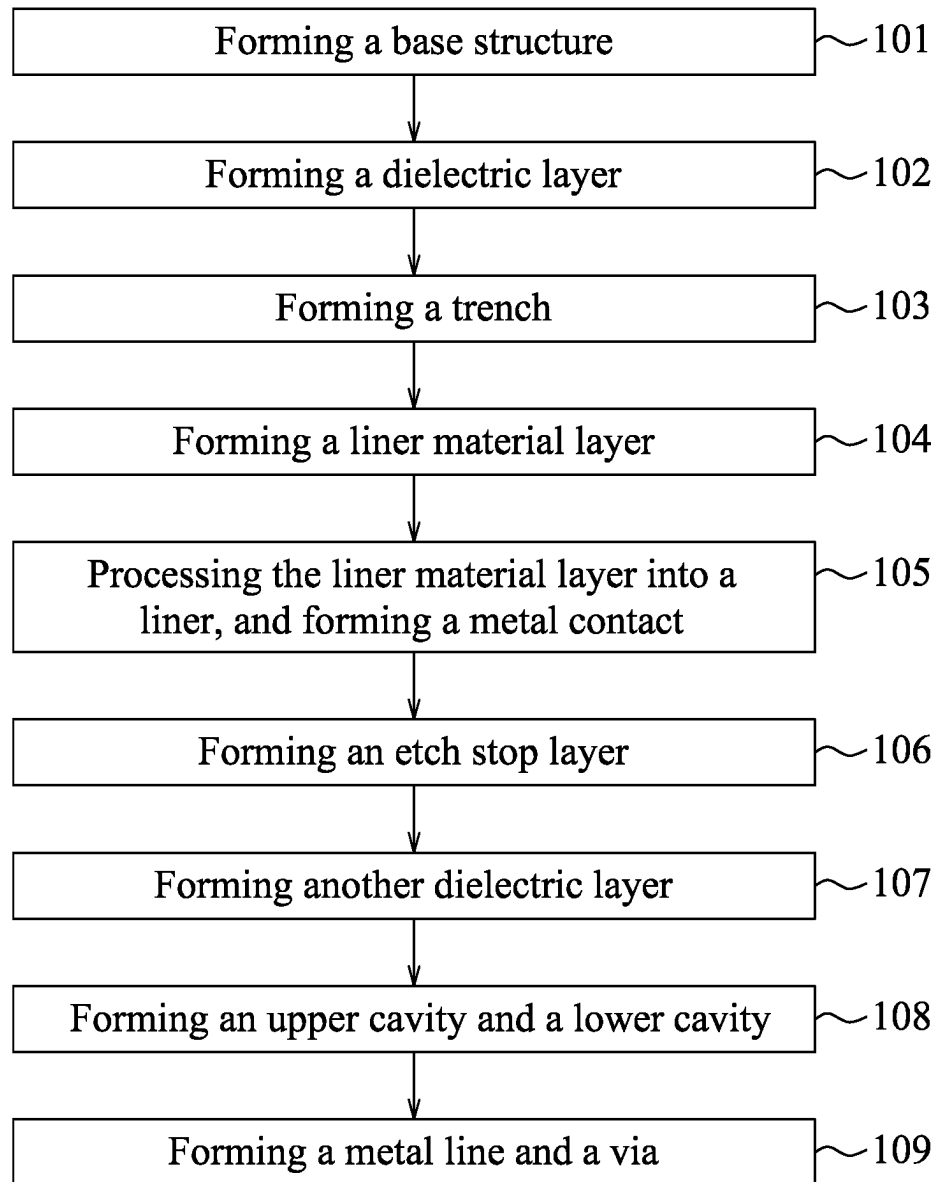 Forming a base structure 101
Forming a dielectric layer 102
Forming a trench 103
Forming a liner material layer 104
Processing the liner material layer into a
liner, and forming a metal contact 105
Forming an etch stop layer 106
Forming another dielectric layer 107
Forming an upper cavity and a lower cavity 108
Forming a metal line and a via 109